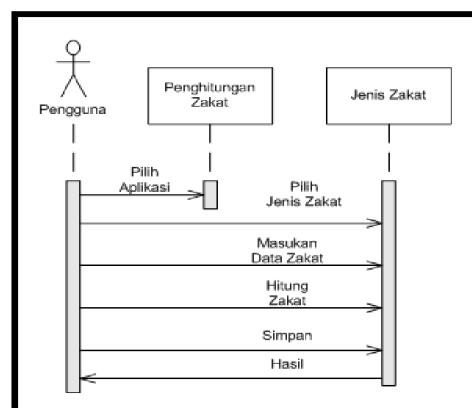 Pengguna
Penghitungan
Zakat
Jenis Zakat
Pilih
Aplikasi
Pilih
Jenis Zakat
Masukan
Data Zakat
Hitung
Zakat
Simpan
Hasil